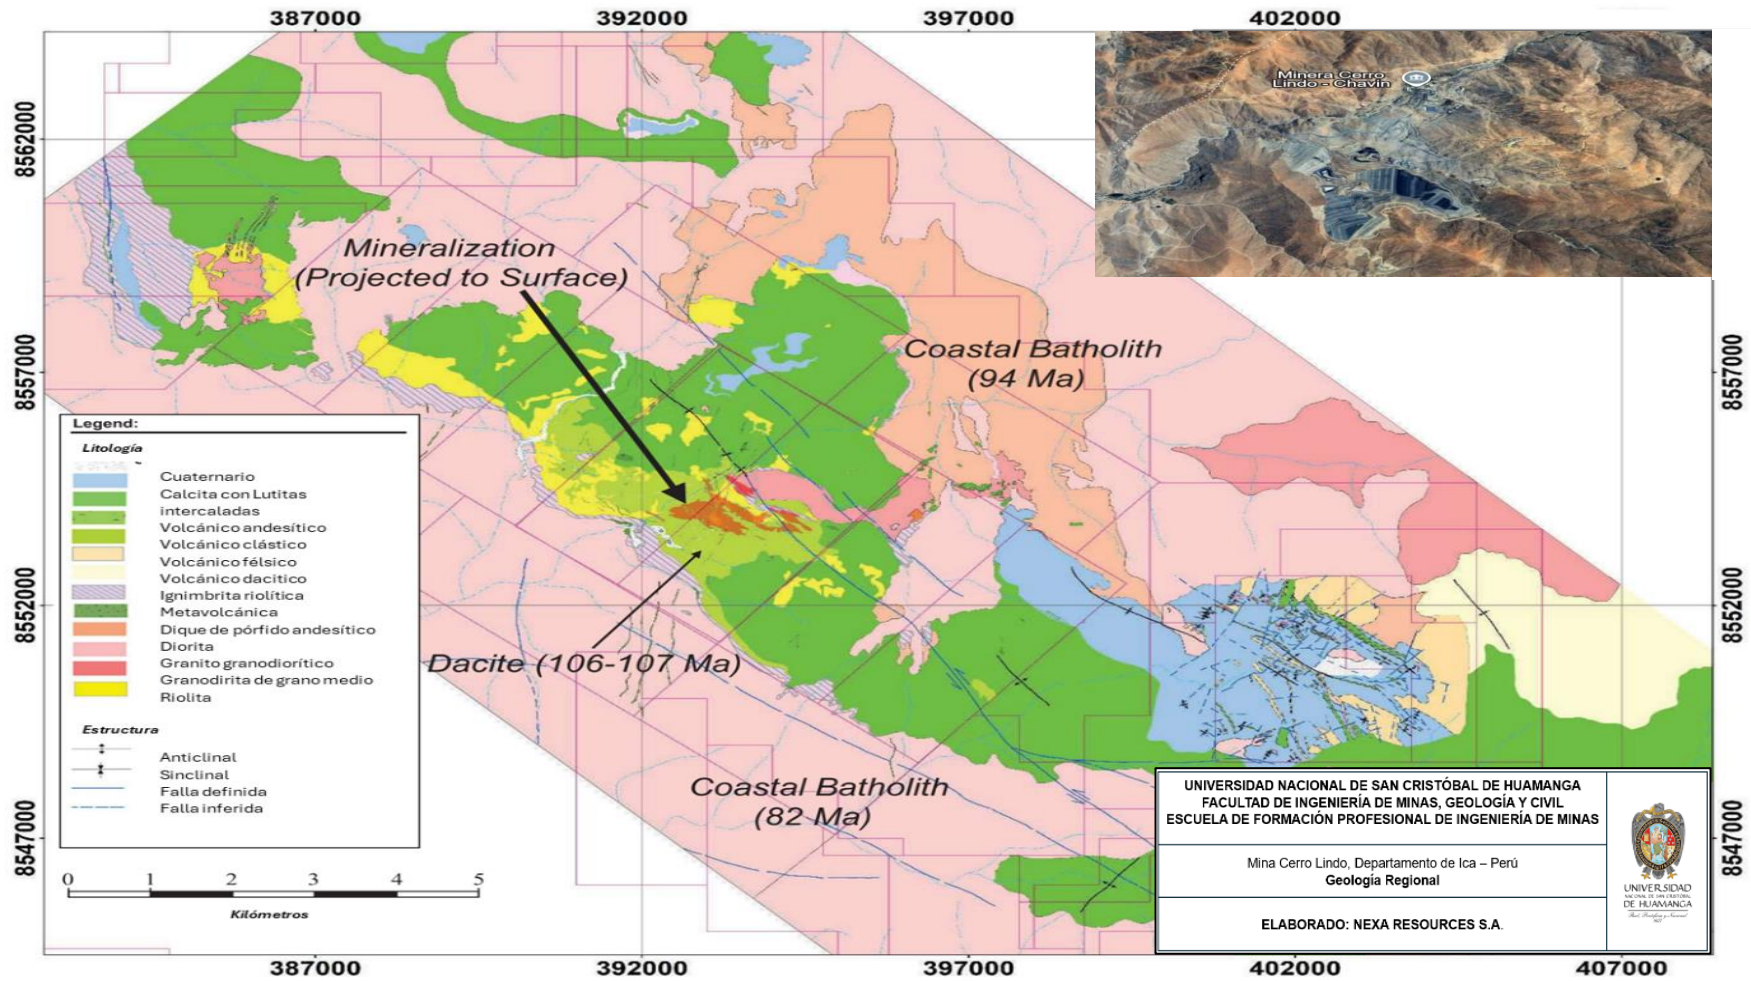 387000
392000
397000
402000
Minera Cerro
Lindo - Chavín
8562000
8557000
8552000
8547000
Mineralization
(Projected to Surface)
Coastal Batholith
(94 Ma)
Dacite (106-107 Ma)
Coastal Batholith
(82 Ma)
Legend:
Litología
Cuaternario
Calcita con Lutitas
intercaladas
Volcánico andesítico
Volcánico clástico
Volcánico félsico
Volcánico dacitico
Ignimbrita riolítica
Metavolcánica
Dique de pórfido andesítico
Diorita
Granito granodiorítico
Granodirita de grano medio
Riolita
Estructura
Anticlinal
Sinclinal
Falla definida
Falla inferida
0 1 2 3 4 5
Kilómetros
8557000
8552000
8547000
UNIVERSIDAD NACIONAL DE SAN CRISTÓBAL DE HUAMANGA
FACULTAD DE INGENIERÍA DE MINAS, GEOLOGÍA Y CIVIL
ESCUELA DE FORMACIÓN PROFESIONAL DE INGENIERÍA DE MINAS
Mina Cerro Lindo, Departamento de Ica – Perú
Geología Regional
ELABORADO: NEXA RESOURCES S.A.
UNIVERSIDAD
NACIONAL DE SAN CRISTÓBAL
DE HUAMANGA
387000
392000
397000
402000
407000